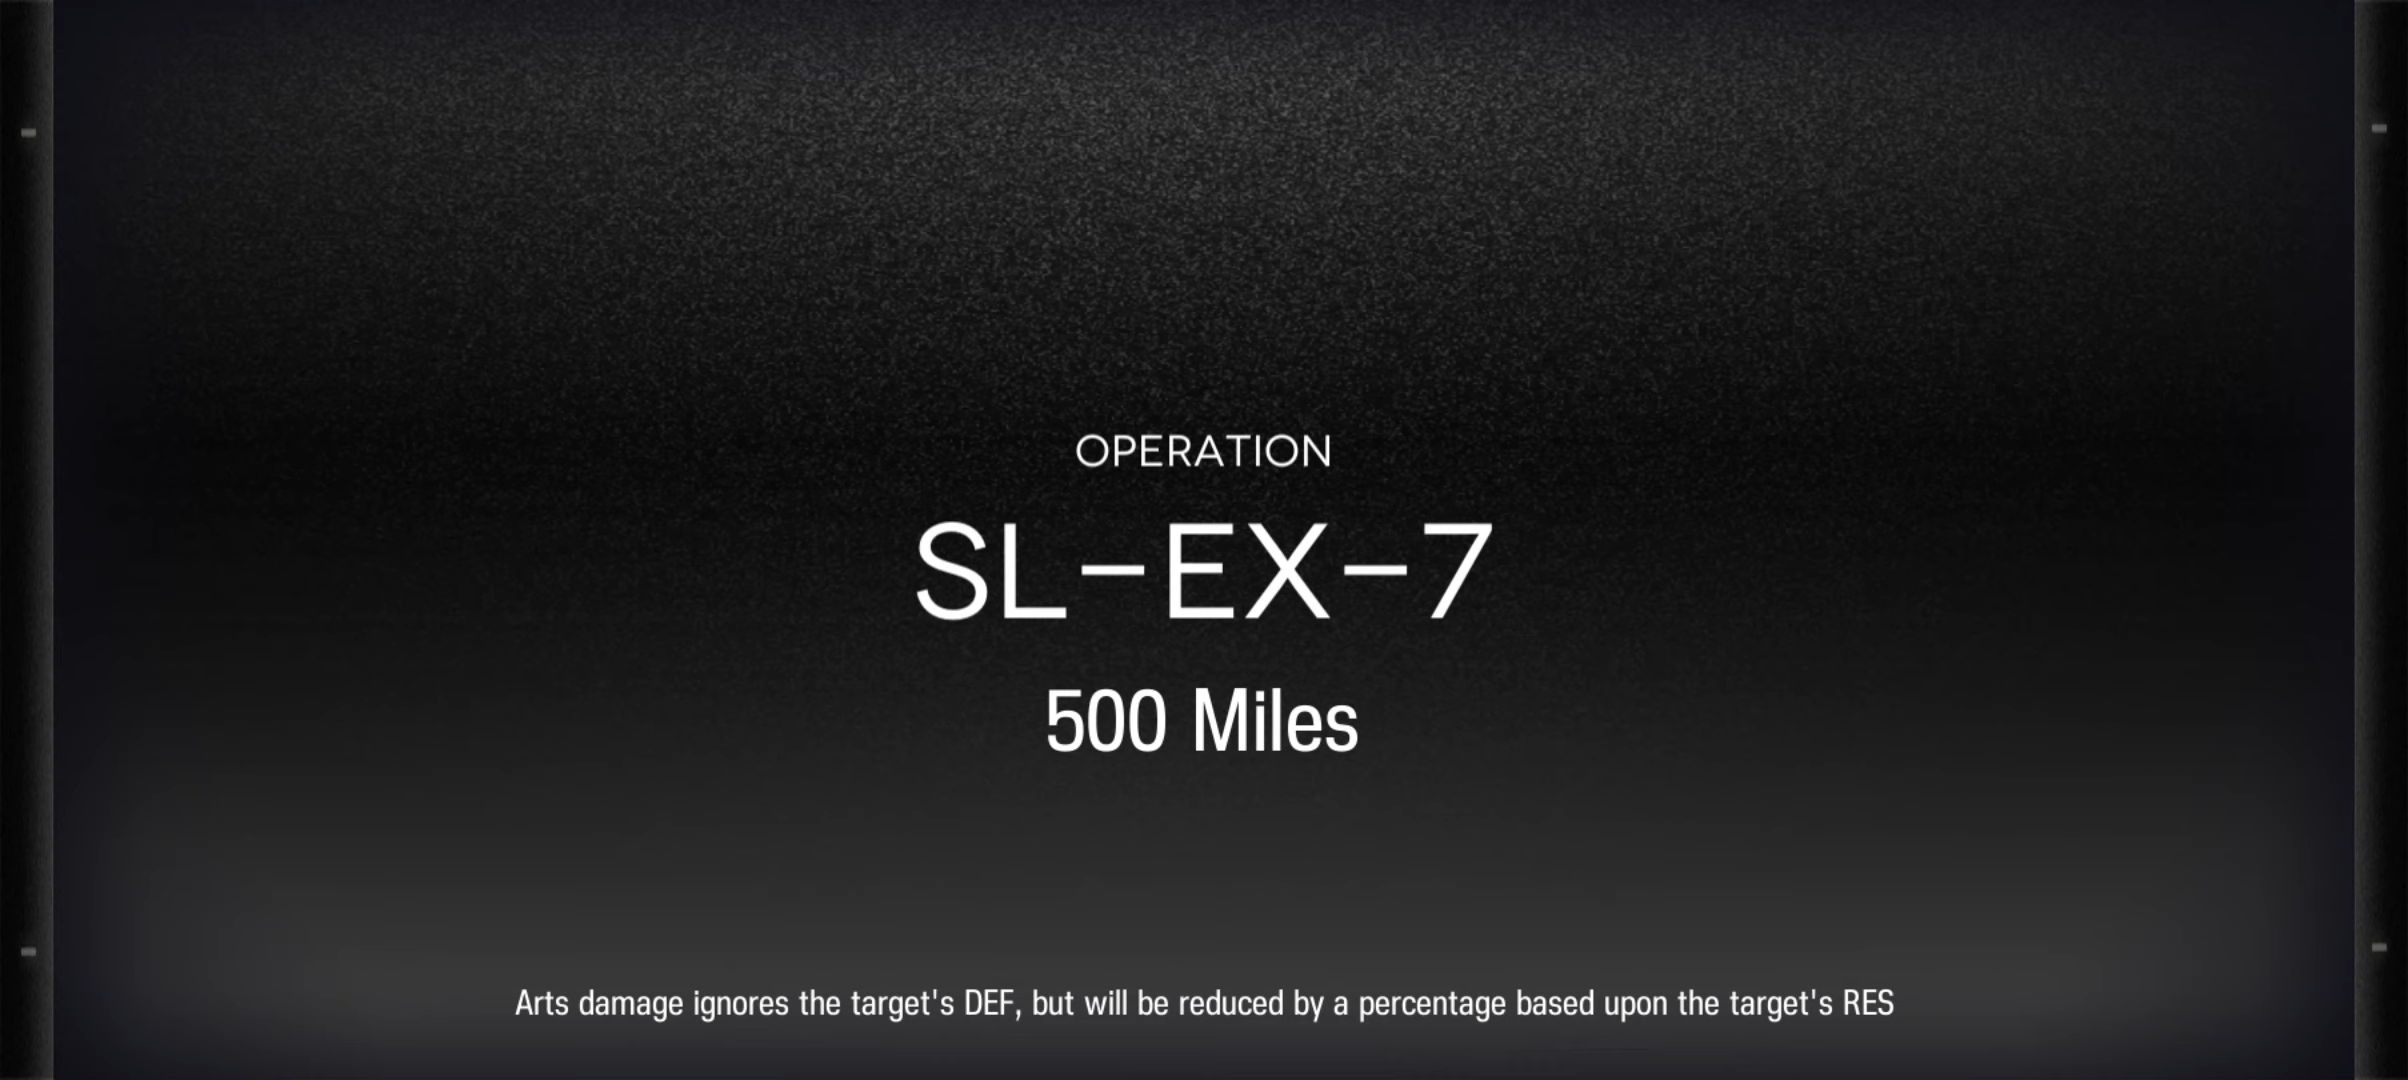 OPERATION
SL-EX-7
500 Miles
Arts damage ignores the target's DEF, but will be reduced by a percentage based upon the target's RES